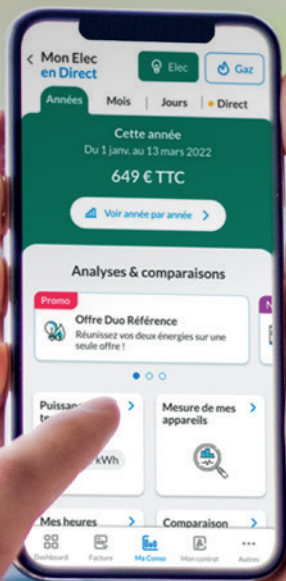 Mon Elec
en Direct
Elec
Gaz
Années
Mois
Jours
Direct
Cette année
Du 1 janv. au 13 mars 2022
649 € TTC
Voir année par année
Analyses & comparaisons
Promo
Offre Duo Référence
Réunissez vos deux énergies sur une
seule offre !
Mesure de mes
appareils
kWh
Mes heures
Comparaison
Dashboard
Facture
Ma Conso
Mon contrat
Autres